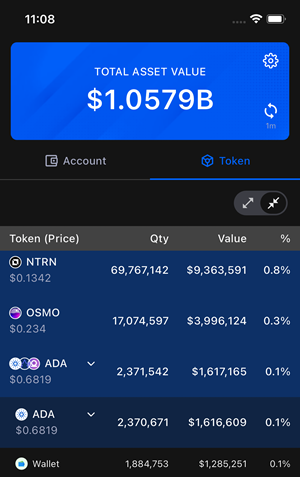 11:08
TOTAL ASSET VALUE
$1.0579B
1m
Account Token
Token (Price) Qty Value %
NTRN 69,767,142 $9,363,591 0.8%
$0.1342
OSMO 17,074,597 $3,996,124 0.3%
$0.234
ADA 2,371,542 $1,617,165 0.1%
$0.6819
ADA 2,370,671 $1,616,609 0.1%
$0.6819
Wallet 1,884,753 $1,285,251 0.1%